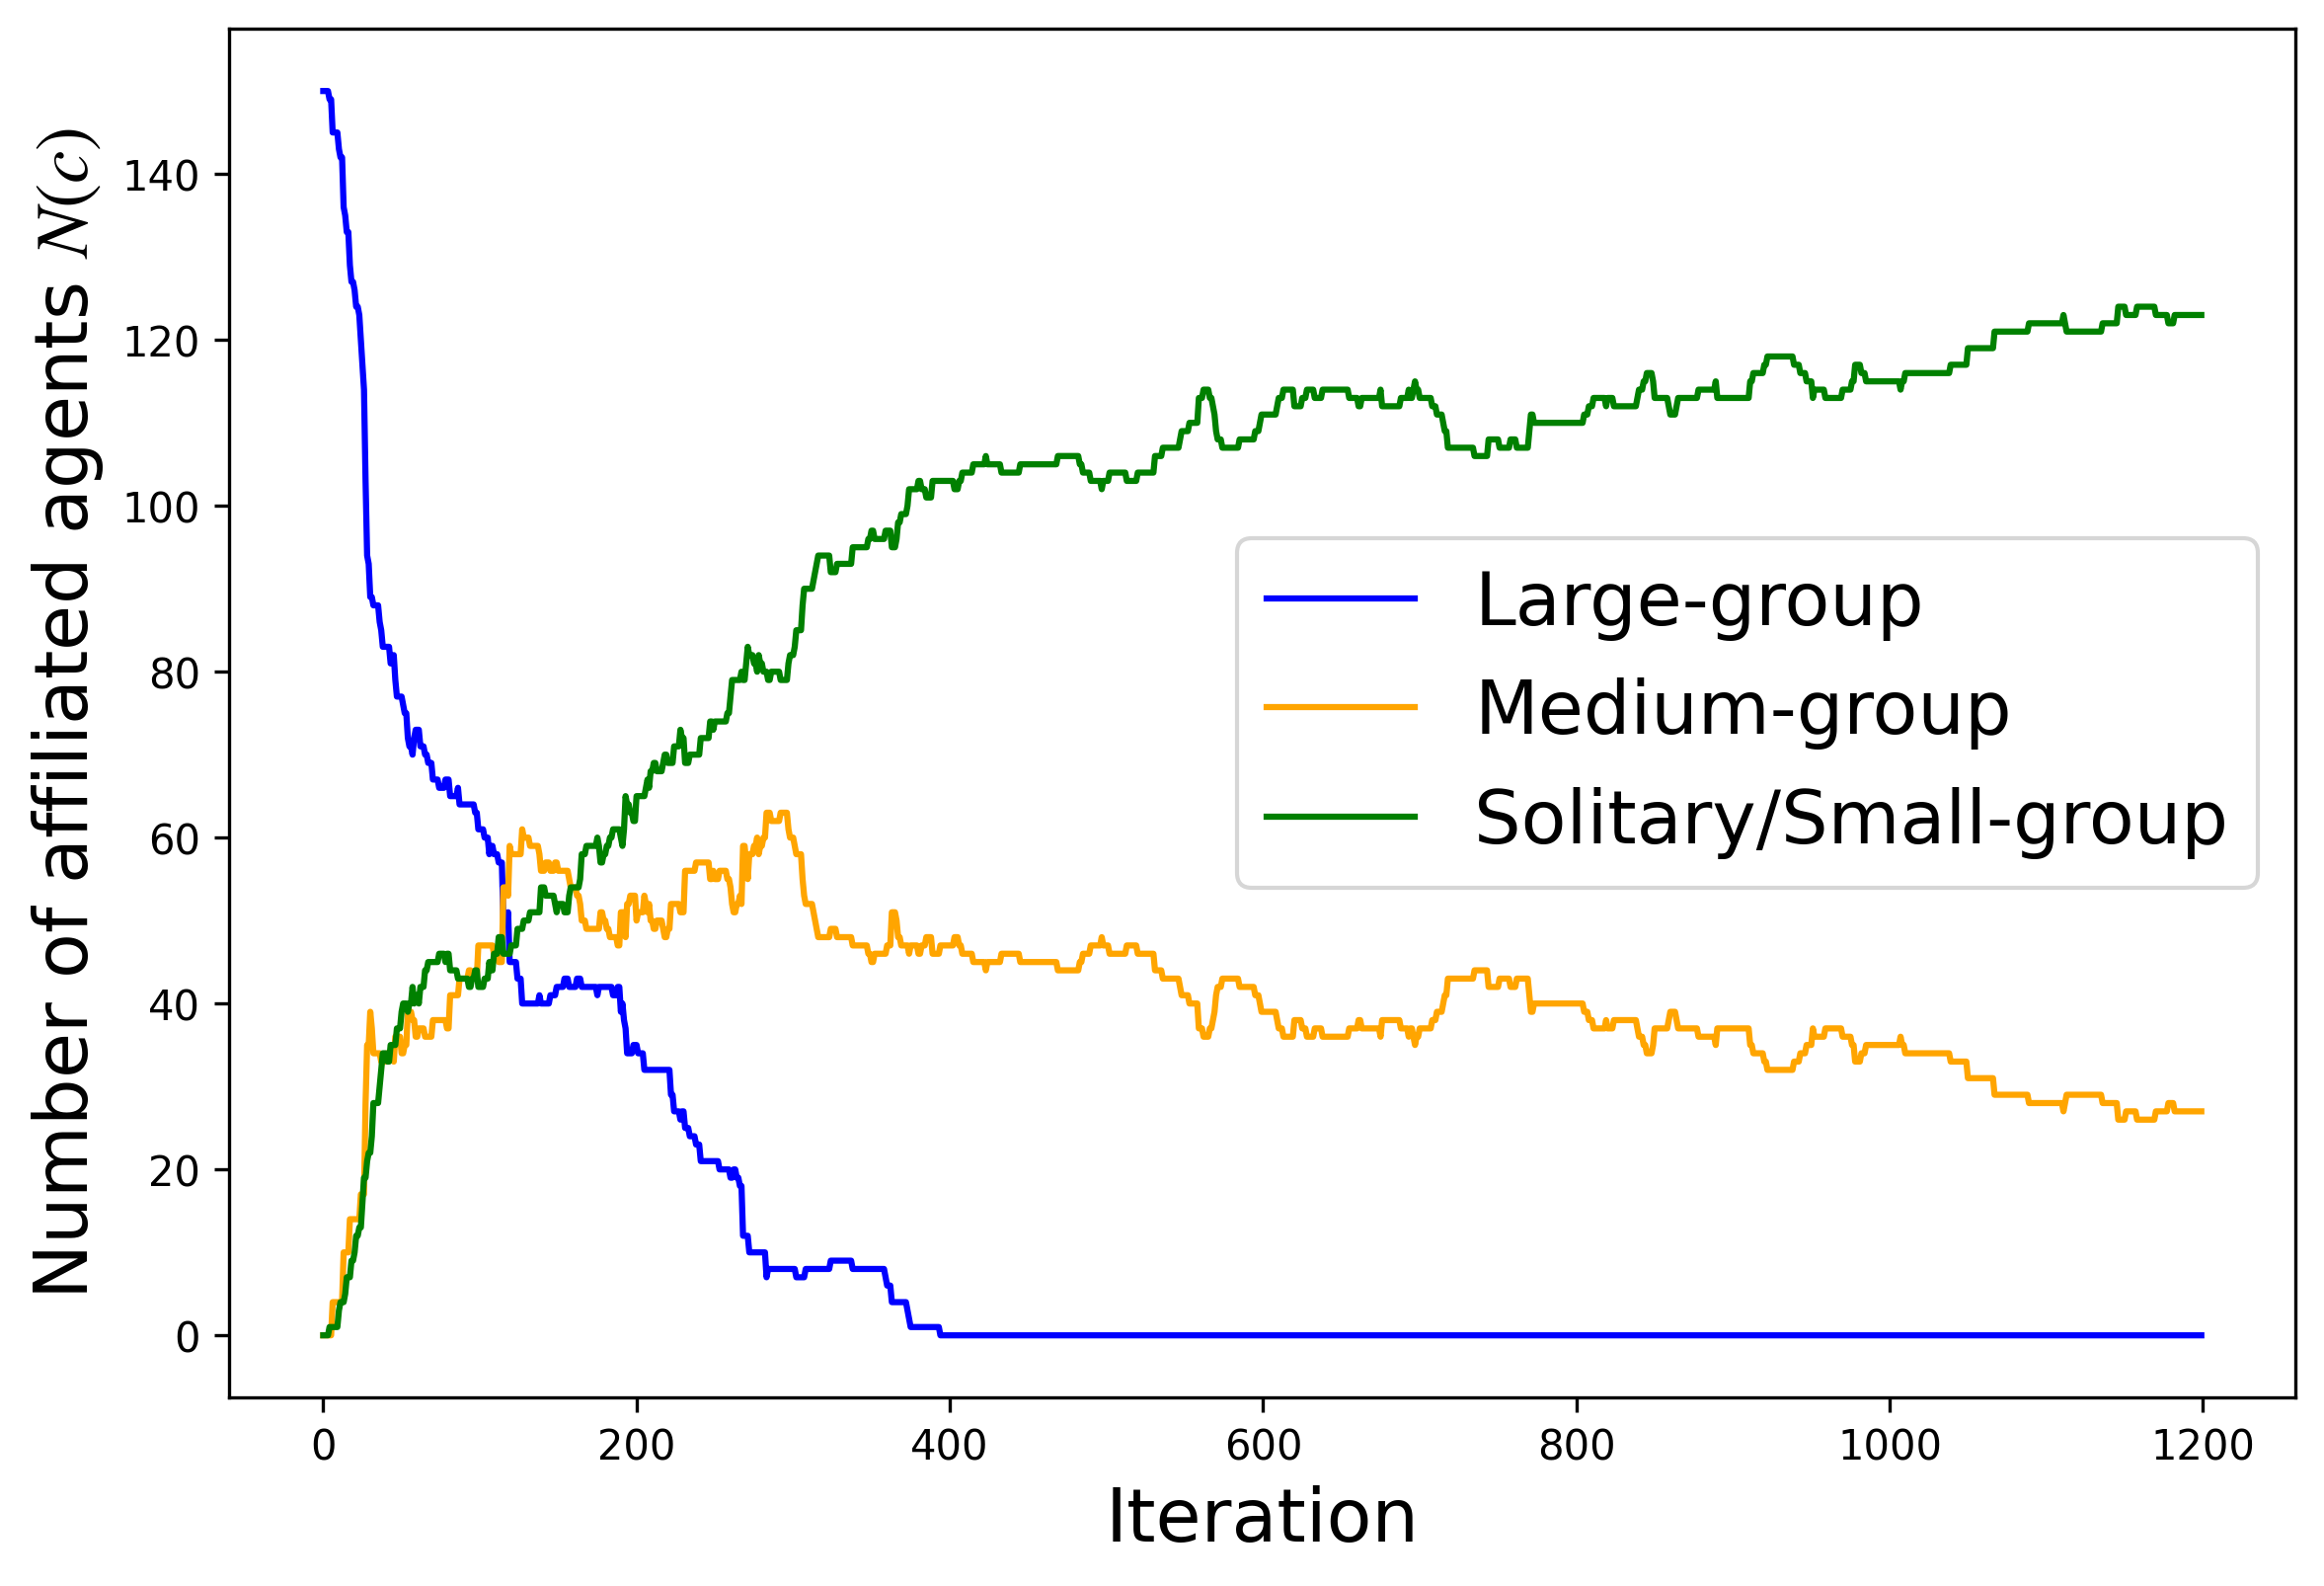 Number of affiliated agents N(c)
140
120
100
80
60
40
20
0
Large-group
Medium-group
Solitary/Small-group
0 200 400 600 800 1000 1200
Iteration